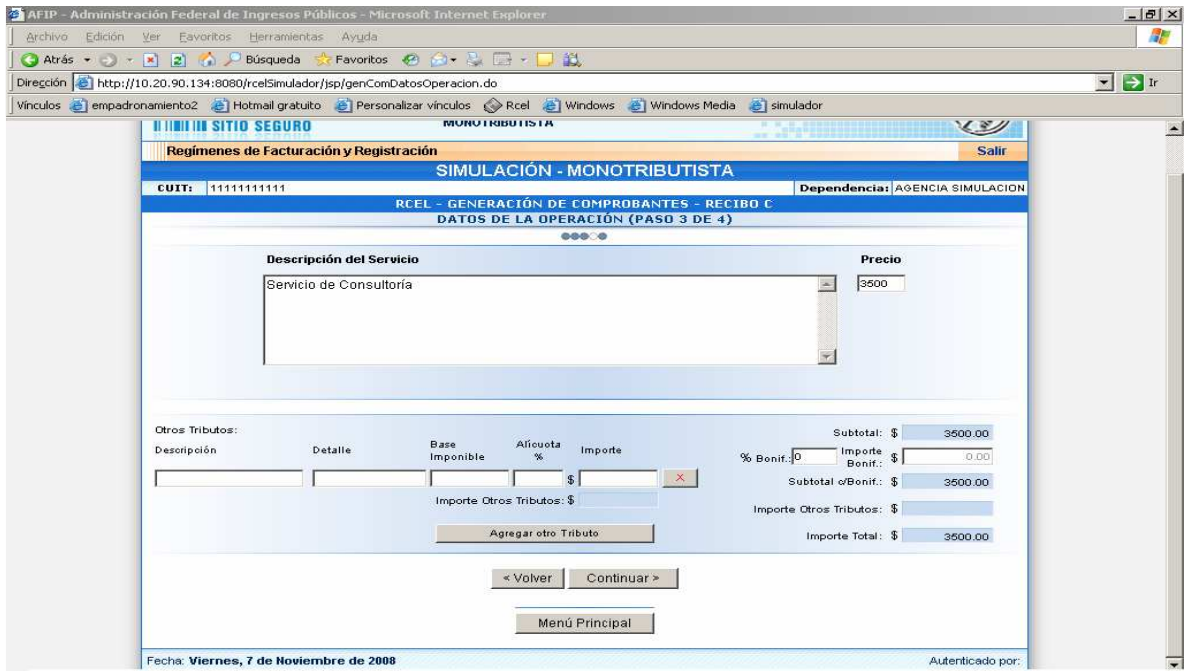 AFIP - Administración Federal de Ingresos Públicos - Microsoft Internet Explorer
Archivo Edición Ver Favoritos Herramientas Ayuda
Atrás Búsqueda Favoritos
Dirección http://10.20.90.134:8080/rcelSimulador/jsp/genComDatosOperacion.do Ir
Vínculos empadronamiento2 Hotmail gratuito Personalizar vínculos Rcel Windows Windows Media simulador
SITIO SEGURO MONOTRIBUTISTA
Regímenes de Facturación y Registración Salir
SIMULACIÓN - MONOTRIBUTISTA
CUIT: 11111111111 Dependencia: AGENCIA SIMULACION
RCEL - GENERACIÓN DE COMPROBANTES - RECIBO C
DATOS DE LA OPERACIÓN (PASO 3 DE 4)
Descripción del Servicio Precio
Servicio de Consultoría 3500
Otros Tributos:
Descripción Detalle Base Imponible Alícuota % Importe
$ X
Importe Otros Tributos: $
Agregar otro Tributo
Subtotal: $ 3500.00
% Bonif.: 0 Importe Bonif.: $ 0.00
Subtotal c/Bonif.: $ 3500.00
Importe Otros Tributos: $
Importe Total: $ 3500.00
« Volver Continuar »
Menú Principal
Fecha: Viernes, 7 de Noviembre de 2008 Autenticado por: